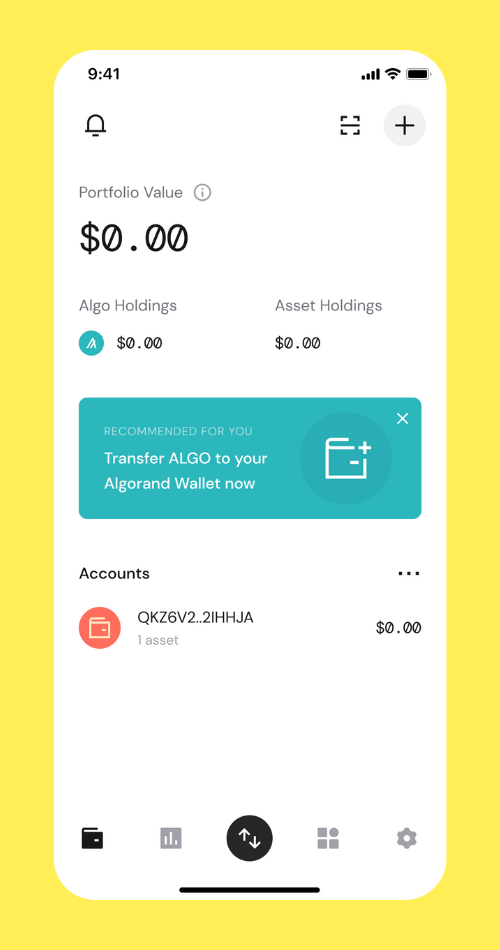 9:41
Portfolio Value
$0.00
Algo Holdings
Asset Holdings
$0.00
$0.00
RECOMMENDED FOR YOU
Transfer ALGO to your
Algorand Wallet now
Accounts
QKZ6V2..2IHHJA
$0.00
1 asset